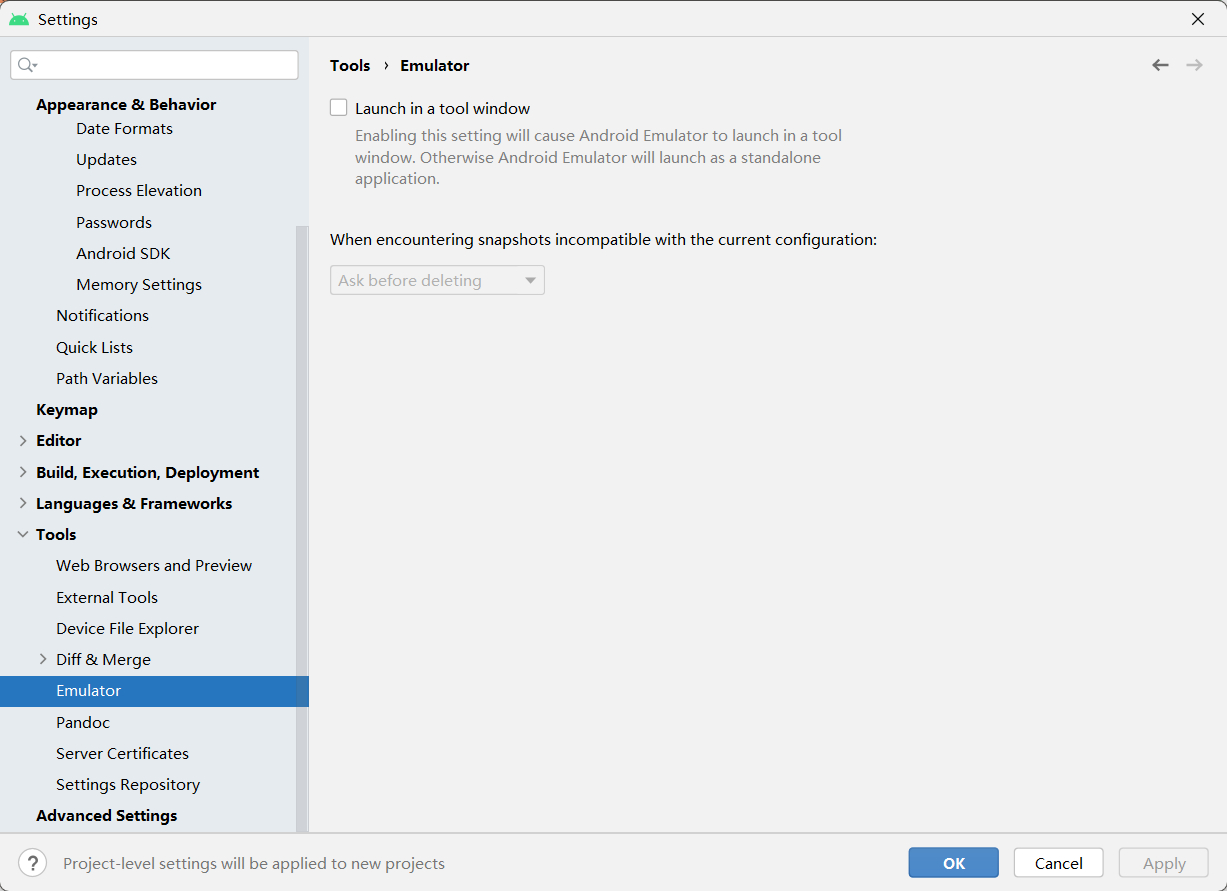 Settings
Appearance & Behavior
Date Formats
Updates
Process Elevation
Passwords
Android SDK
Memory Settings
Notifications
Quick Lists
Path Variables
Keymap
Editor
Build, Execution, Deployment
Languages & Frameworks
Tools
Web Browsers and Preview
External Tools
Device File Explorer
Diff & Merge
Emulator
Pandoc
Server Certificates
Settings Repository
Advanced Settings
Tools › Emulator
Launch in a tool window
Enabling this setting will cause Android Emulator to launch in a tool
window. Otherwise Android Emulator will launch as a standalone
application.
When encountering snapshots incompatible with the current configuration:
Ask before deleting
? Project-level settings will be applied to new projects
OK Cancel Apply